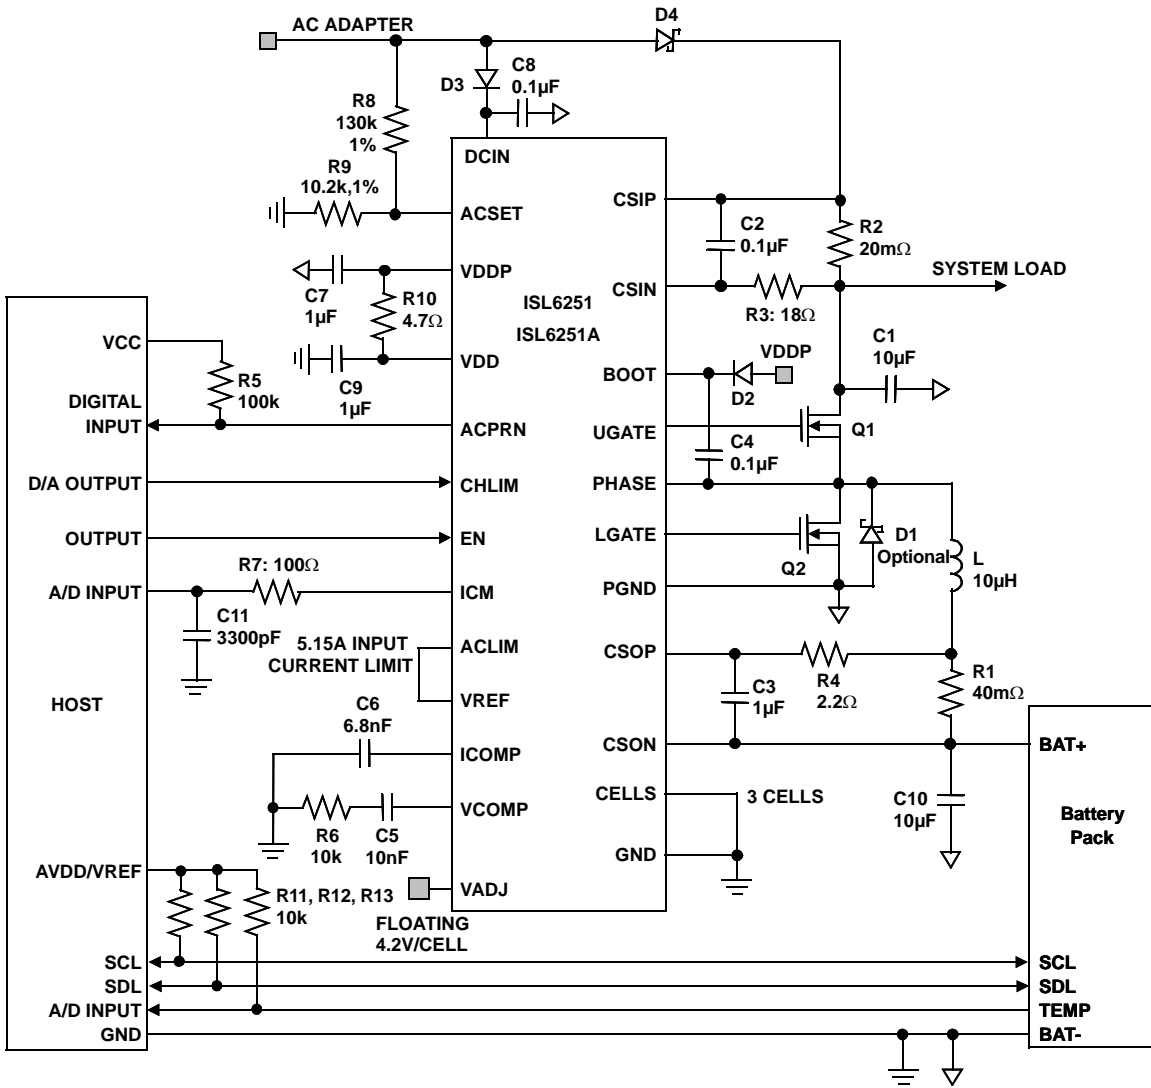 AC ADAPTER
D4
D3
C8
0.1µF
R8
130k
1%
R9
10.2k,1%
DCIN
ACSET
VDDP
C7
1µF
R10
4.7Ω
VDD
C9
1µF
ISL6251
ISL6251A
CSIP
C2
0.1µF
R2
20mΩ
CSIN
R3: 18Ω
SYSTEM LOAD
C1
10µF
BOOT
VDDP
D2
UGATE
Q1
C4
0.1µF
PHASE
LGATE
Q2
D1
Optional
L
10µH
PGND
CSOP
R4
2.2Ω
C3
1µF
R1
40mΩ
CSON
CELLS
3 CELLS
GND
C10
10µF
VCC
R5
100k
DIGITAL
INPUT
ACPRN
D/A OUTPUT
CHLIM
OUTPUT
EN
R7: 100Ω
A/D INPUT
ICM
C11
3300pF
5.15A INPUT
CURRENT LIMIT
ACLIM
VREF
HOST
C6
6.8nF
ICOMP
VCOMP
R6
10k
C5
10nF
AVDD/VREF
R11, R12, R13
10k
VADJ
FLOATING
4.2V/CELL
SCL
SDL
A/D INPUT
GND
BAT+
Battery
Pack
SCL
SDL
TEMP
BAT-